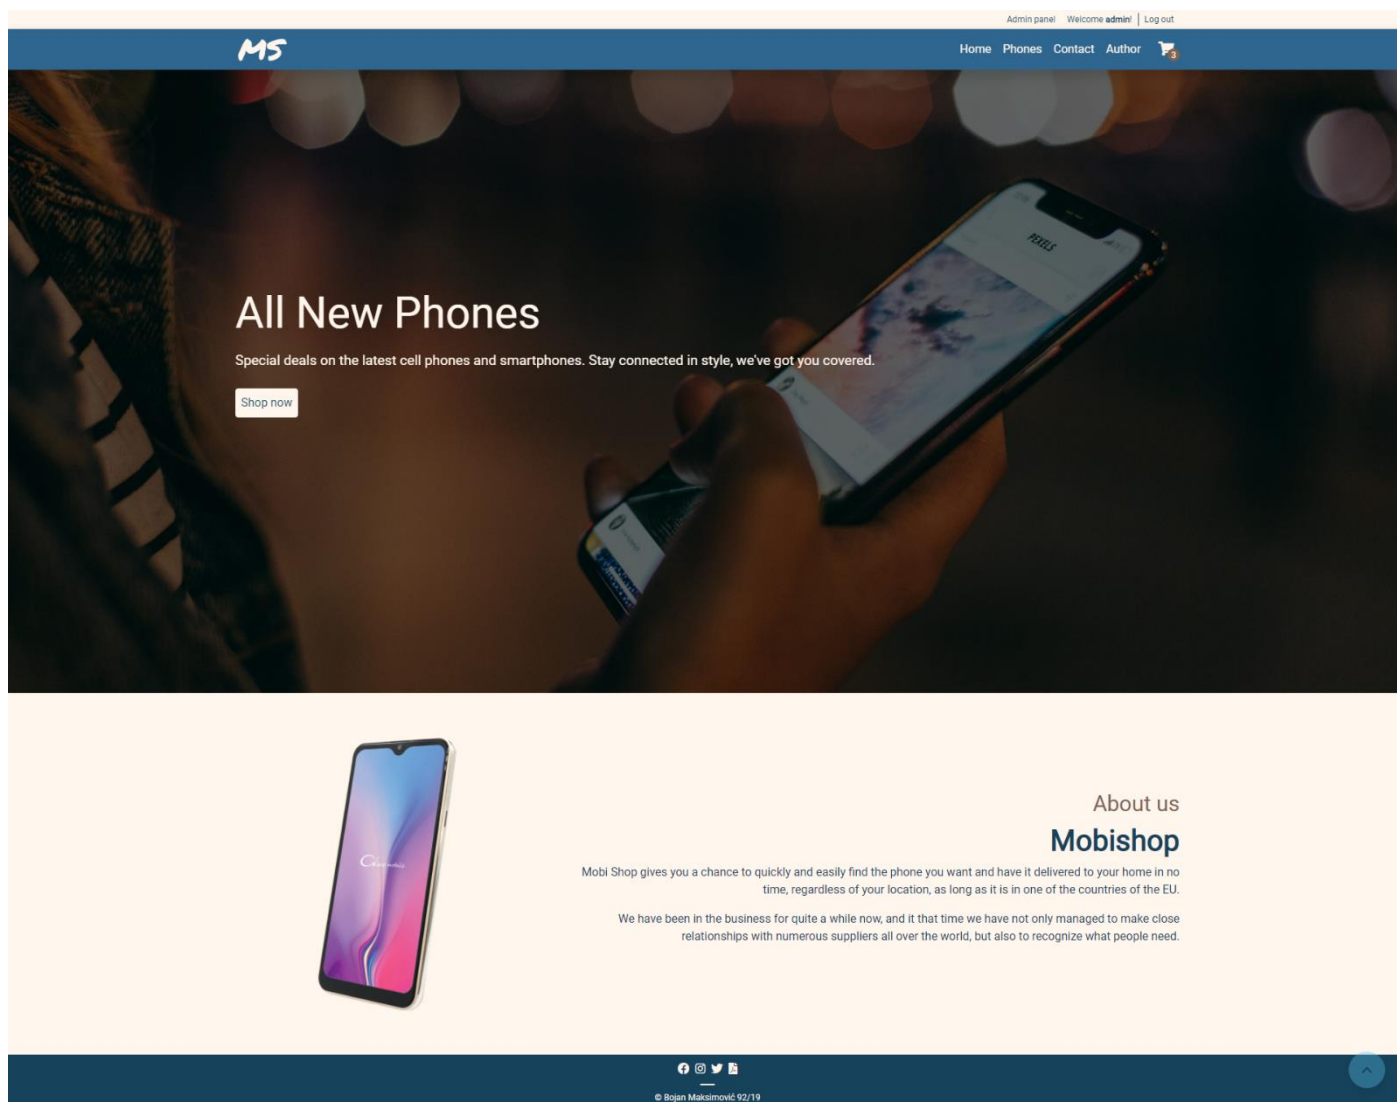 Admin panel Welcome admin! | Log out
MS
Home Phones Contact Author 3
PEXELS
All New Phones
Special deals on the latest cell phones and smartphones. Stay connected in style, we've got you covered.
Shop now
About us
Mobishop
Mobi Shop gives you a chance to quickly and easily find the phone you want and have it delivered to your home in no
time, regardless of your location, as long as it is in one of the countries of the EU.
We have been in the business for quite a while now, and it that time we have not only managed to make close
relationships with numerous suppliers all over the world, but also to recognize what people need.
© Bojan Maksimović 92/19